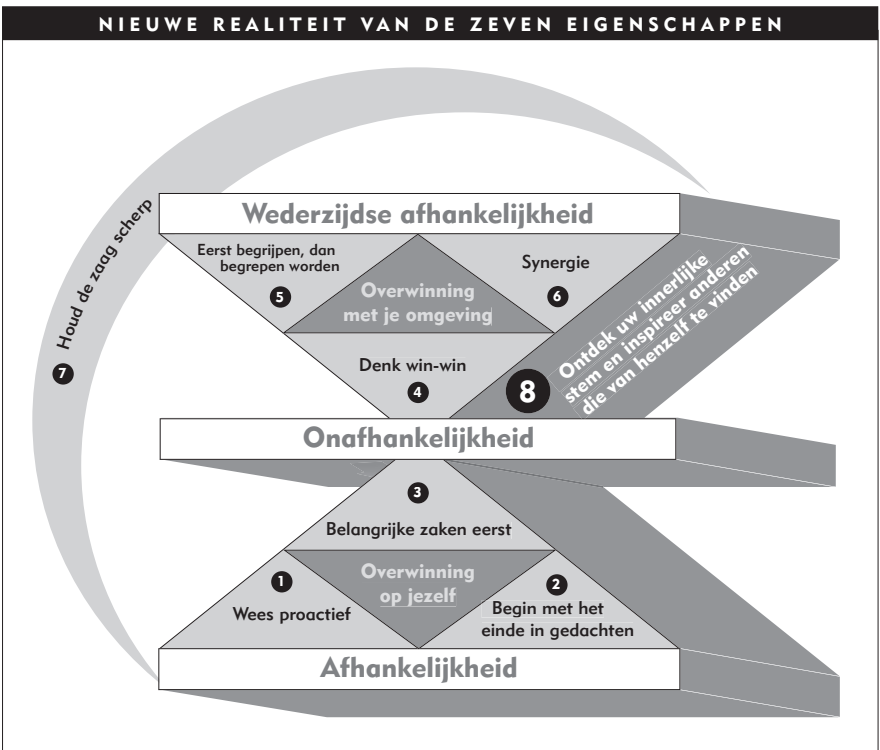 NIEUWE REALITEIT VAN DE ZEVEN EIGENSCHAPPEN
7 Houd de zaag scherp
Wederzijdse afhankelijkheid
Eerst begrijpen, dan
begrepen worden
5
Synergie
6
Overwinning
met je omgeving
Denk win-win
4
8
Ontdek uw innerlijke
stem en inspireer anderen
die van henzelf te vinden
Onafhankelijkheid
3
Belangrijke zaken eerst
1
Wees proactief
Overwinning
op jezelf
2
Begin met het
einde in gedachten
Afhankelijkheid